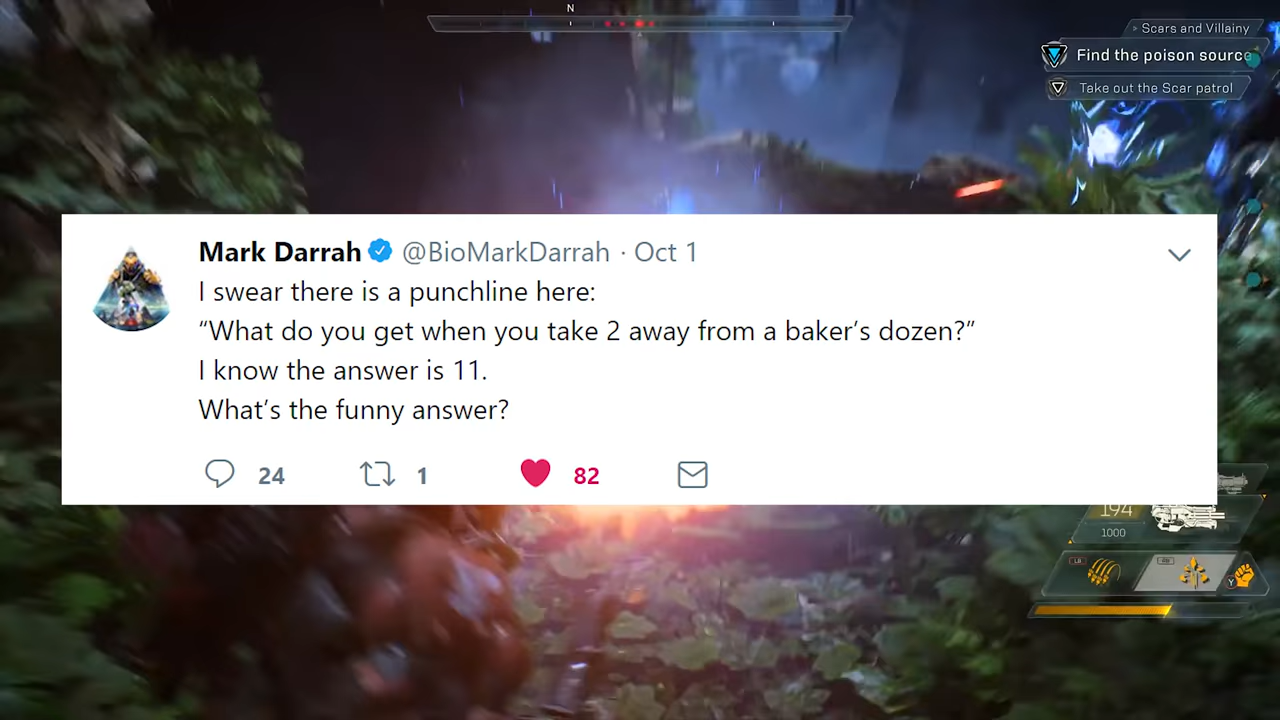 N
> Scars and Villainy
Find the poison source
Take out the Scar patrol
Mark Darrah @BioMarkDarrah · Oct 1
I swear there is a punchline here:
“What do you get when you take 2 away from a baker’s dozen?”
I know the answer is 11.
What’s the funny answer?
24 1 82
194
1000
LB RB Y